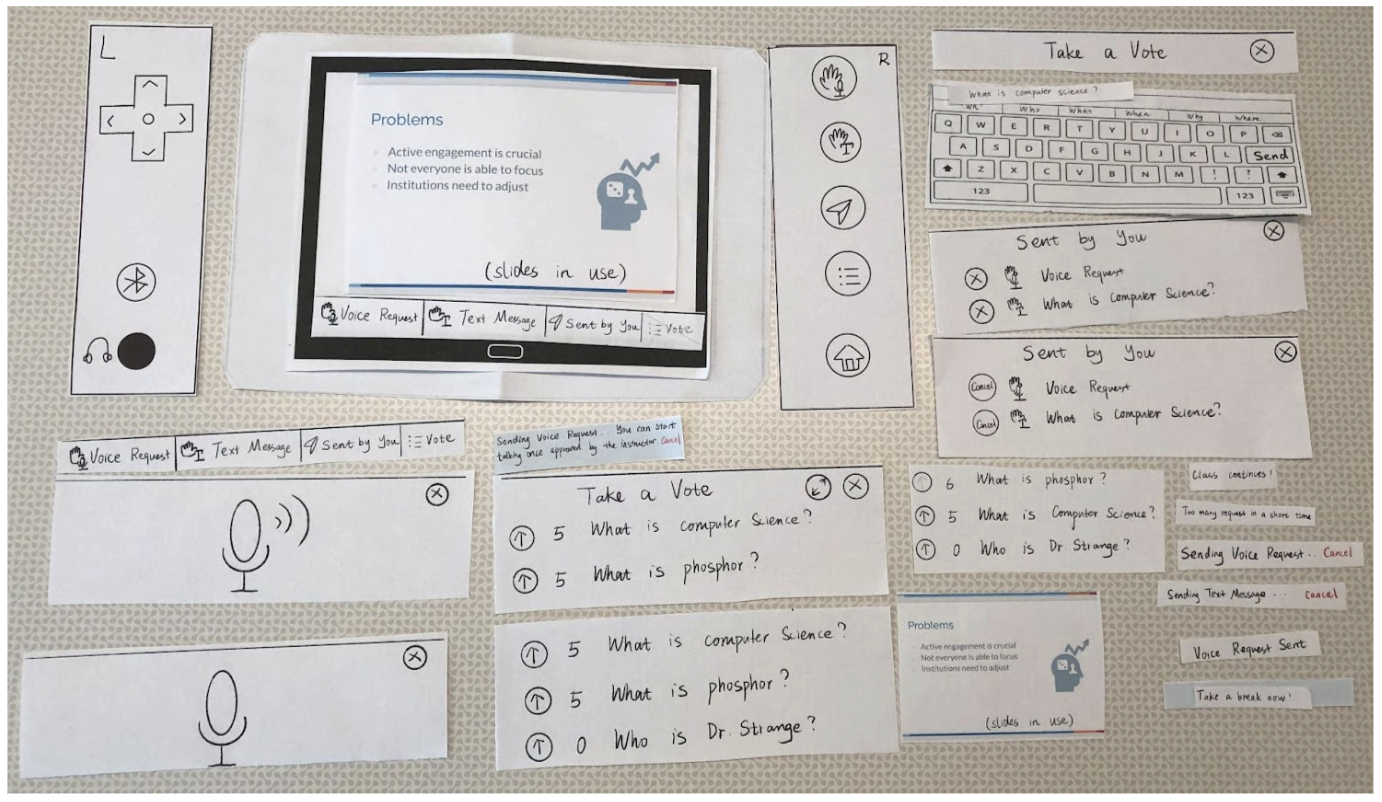 L
Problems
Active engagement is crucial
Not everyone is able to focus
Institutions need to adjust
(slides in use)
Voice Request
Text Message
Sent by You
Vote
R
Take a Vote
What is computer science?
Who
What
When
Why
Where
Q W E R T Y U I O P
A S D F G H J K L Send
Z X C V B N M ! ?
123 123
Sent by You
Voice Request
What is Computer Science?
Sent by You
Cancel Voice Request
Cancel What is Computer Science?
Voice Request
Text Message
Sent by You
Vote
Sending Voice Request.. You can start
talking once approved by the instructor Cancel
Take a Vote
5 What is computer Science?
5 What is phosphor?
5 What is computer Science?
5 What is phosphor?
0 Who is Dr. Strange?
6 What is phosphor?
5 What is Computer Science?
0 Who is Dr. Strange?
Problems
Active engagement is crucial
Not everyone is able to focus
Institutions need to adjust
(slides in use)
Class continues!
Too many request in a short time
Sending Voice Request.. Cancel
Sending Text Message... Cancel
Voice Request Sent
Take a break now!